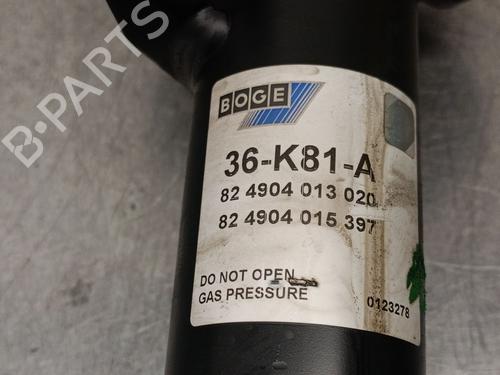 B-PARTS
BOGE
36-K81-A
82 4904 013 020
82 4904 015 397
DO NOT OPEN
GAS PRESSURE
0123278